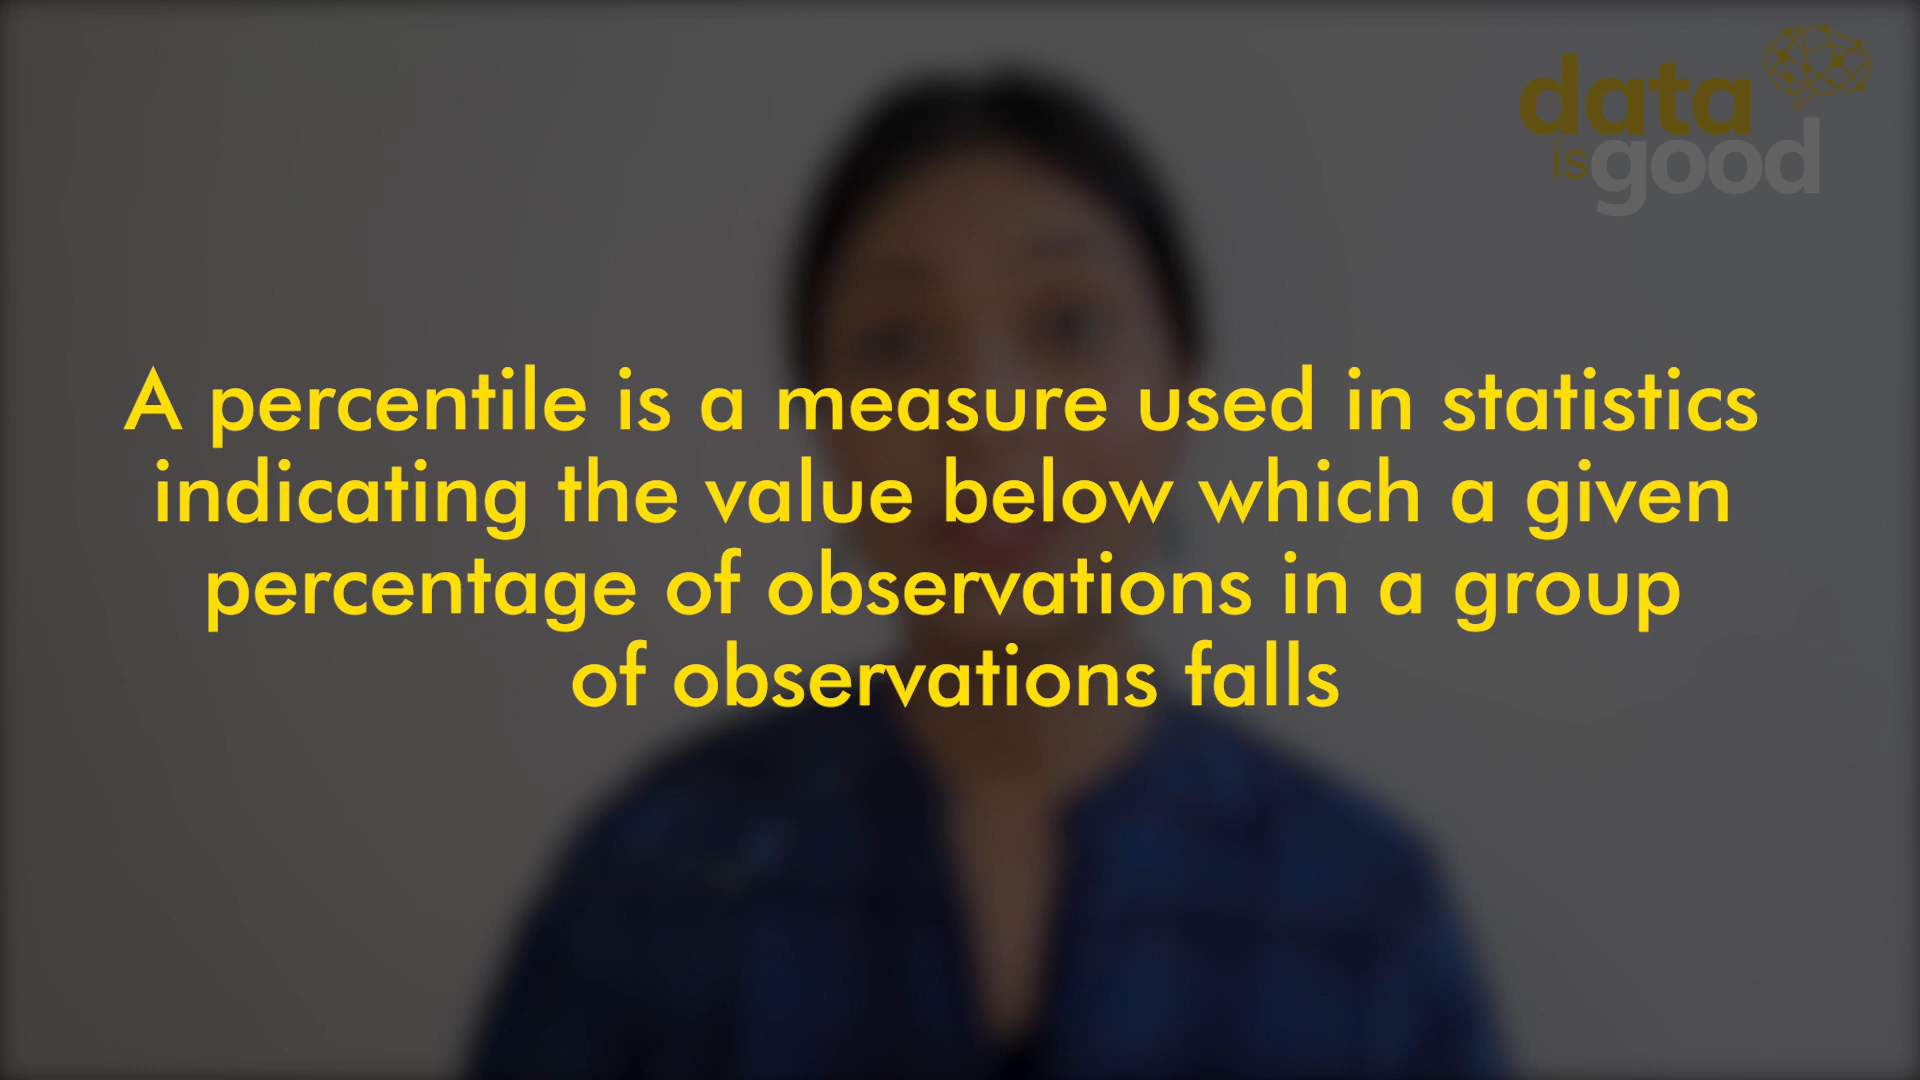 data
is good
A percentile is a measure used in statistics
indicating the value below which a given
percentage of observations in a group
of observations falls